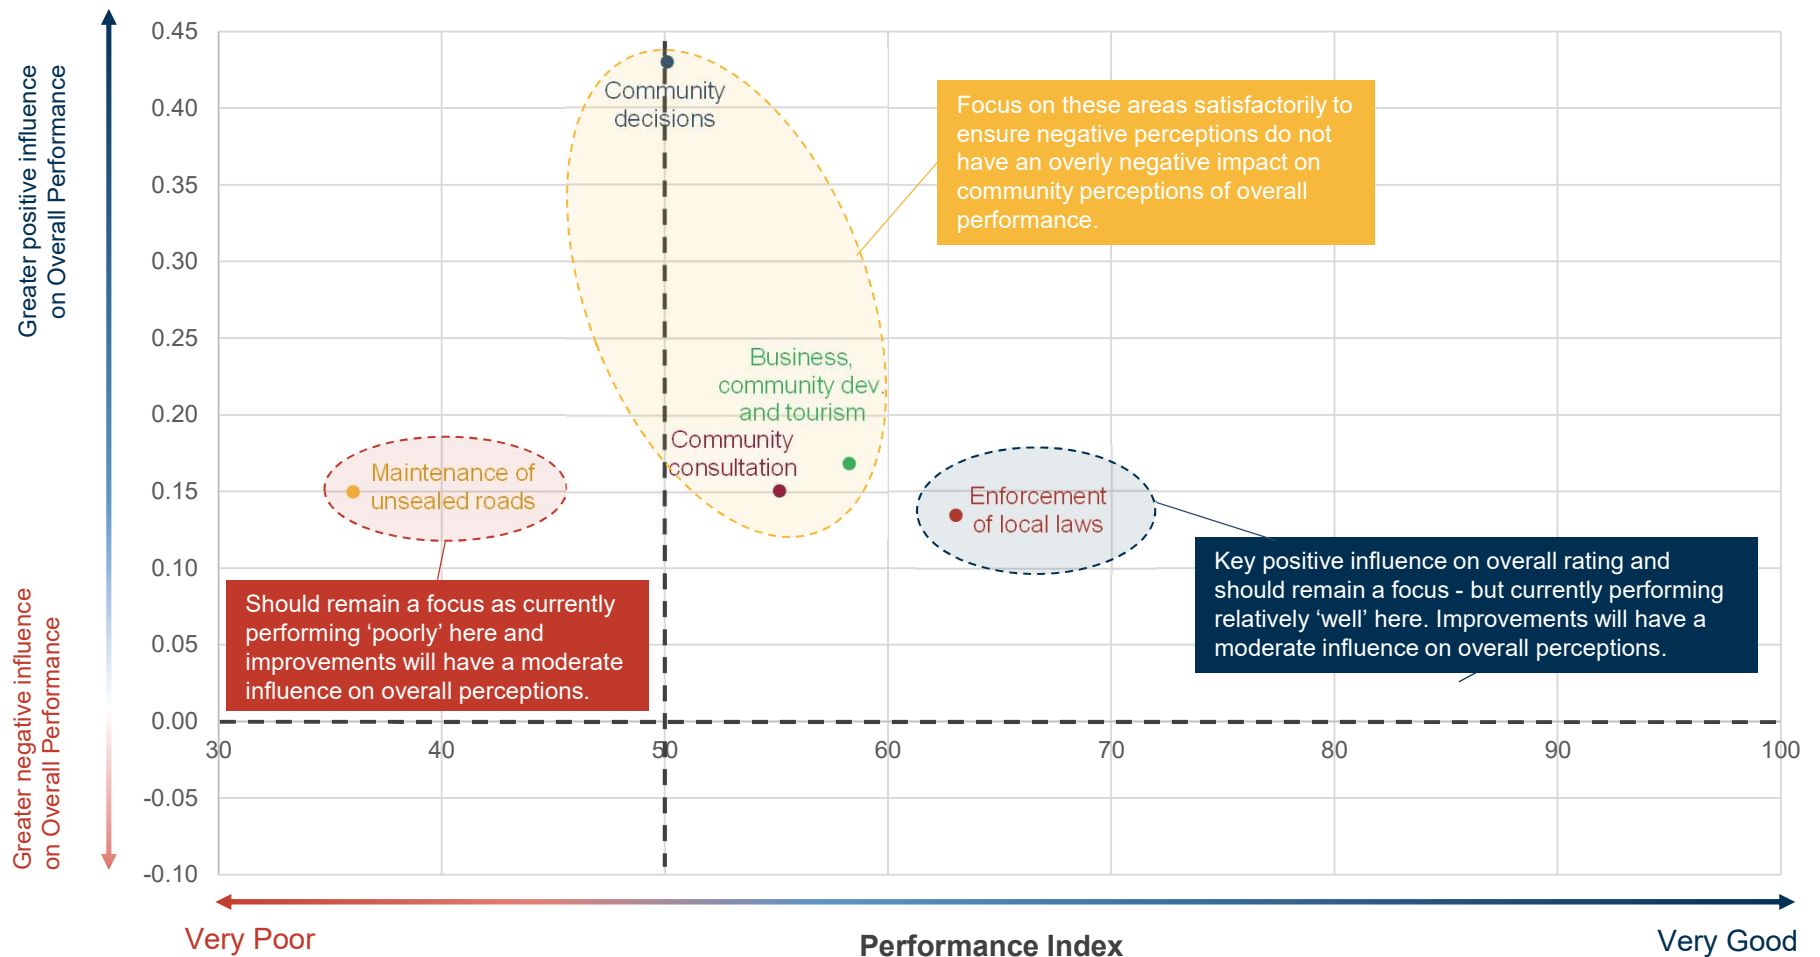 Greater positive influence
on Overall Performance
Greater negative influence
on Overall Performance
0.45
0.40
0.35
0.30
0.25
0.20
0.15
0.10
0.05
0.00
-0.05
-0.10
Community
decisions
Focus on these areas satisfactorily to
ensure negative perceptions do not
have an overly negative impact on
community perceptions of overall
performance.
Business,
community dev.
and tourism
Community
consultation
Maintenance of
unsealed roads
Enforcement
of local laws
Should remain a focus as currently
performing ‘poorly’ here and
improvements will have a moderate
influence on overall perceptions.
Key positive influence on overall rating and
should remain a focus - but currently performing
relatively ‘well’ here. Improvements will have a
moderate influence on overall perceptions.
30 40 50 60 70 80 90 100
Very Poor
Performance Index
Very Good